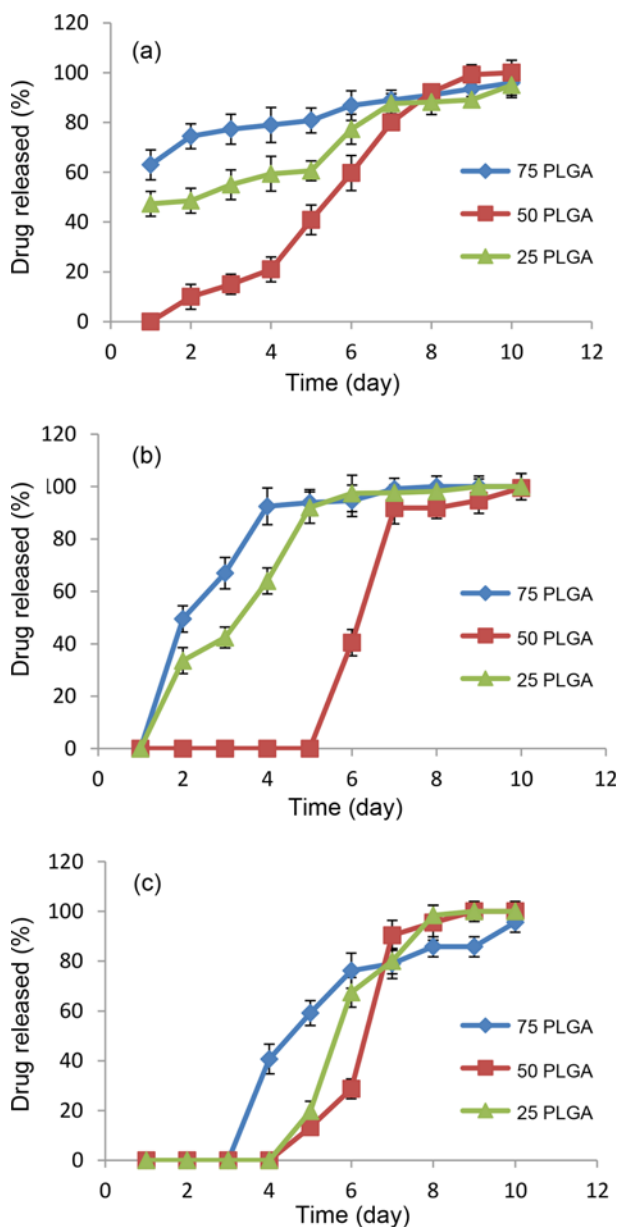 (a)
Drug released (%)
120
100
80
60
40
20
0
0 2 4 6 8 10 12
Time (day)
75 PLGA
50 PLGA
25 PLGA
(b)
Drug released (%)
120
100
80
60
40
20
0
0 2 4 6 8 10 12
Time (day)
75 PLGA
50 PLGA
25 PLGA
(c)
Drug released (%)
120
100
80
60
40
20
0
0 2 4 6 8 10 12
Time (day)
75 PLGA
50 PLGA
25 PLGA